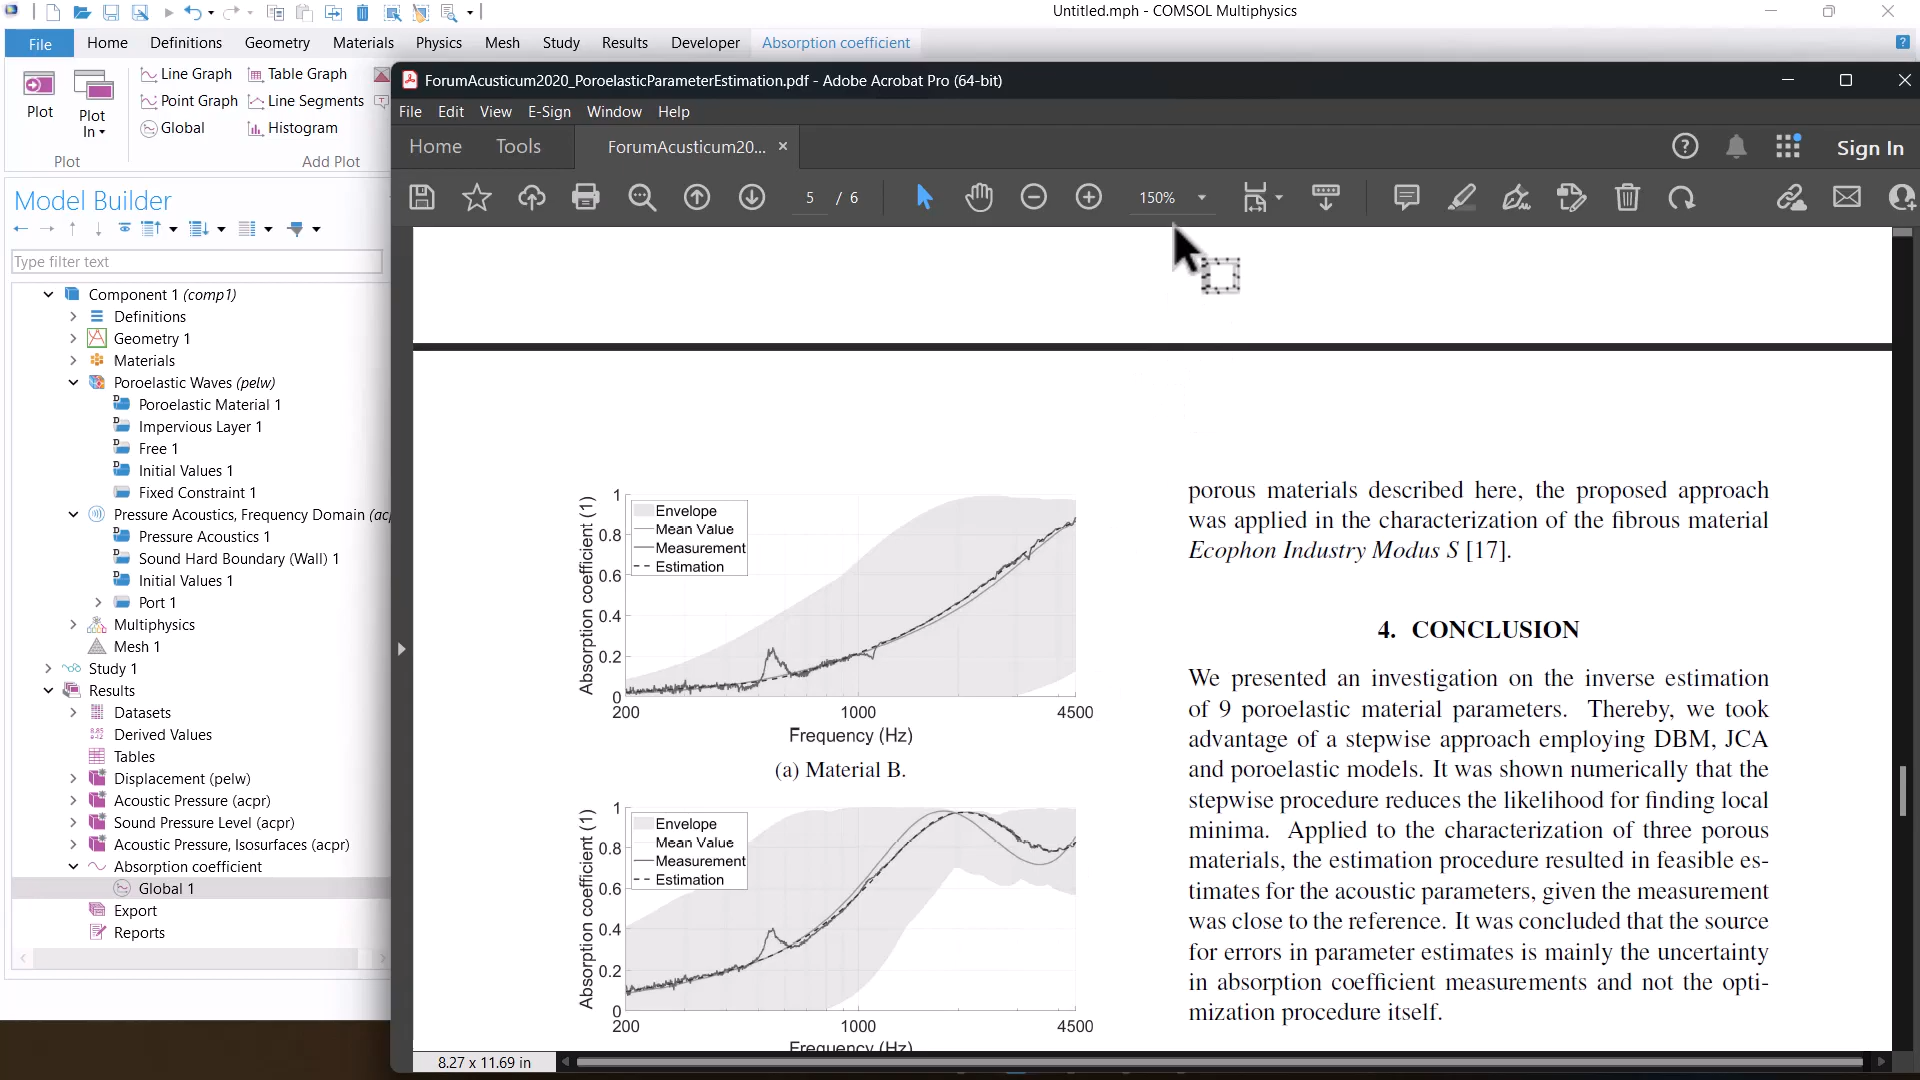 Untitled.mph - COMSOL Multiphysics
File Home Definitions Geometry Materials Physics Mesh Study Results Developer Absorption coefficient
Plot
Plot In
Line Graph Table Graph
Point Graph Line Segments
Global Histogram
Plot Add Plot
Model Builder
Type filter text
Component 1 (comp1)
Definitions
Geometry 1
Materials
Poroelastic Waves (pelw)
Poroelastic Material 1
Impervious Layer 1
Free 1
Initial Values 1
Fixed Constraint 1
Pressure Acoustics, Frequency Domain (ac
Pressure Acoustics 1
Sound Hard Boundary (Wall) 1
Initial Values 1
Port 1
Multiphysics
Mesh 1
Study 1
Results
Datasets
Derived Values
Tables
Displacement (pelw)
Acoustic Pressure (acpr)
Sound Pressure Level (acpr)
Acoustic Pressure, Isosurfaces (acpr)
Absorption coefficient
Global 1
Export
Reports
ForumAcusticum2020_PoroelasticParameterEstimation.pdf - Adobe Acrobat Pro (64-bit)
File Edit View E-Sign Window Help
Home Tools ForumAcusticum20... × Sign In
5 / 6 150%
1
0.8
0.6
0.4
0.2
0
Absorption coefficient (1)
Envelope
Mean Value
Measurement
Estimation
200 1000 4500
Frequency (Hz)
(a) Material B.
1
0.8
0.6
0.4
0.2
0
Absorption coefficient (1)
Envelope
Mean Value
Measurement
Estimation
200 1000 4500
Frequency (Hz)
porous materials described here, the proposed approach
was applied in the characterization of the fibrous material
Ecophon Industry Modus S [17].
4. CONCLUSION
We presented an investigation on the inverse estimation
of 9 poroelastic material parameters. Thereby, we took
advantage of a stepwise approach employing DBM, JCA
and poroelastic models. It was shown numerically that the
stepwise procedure reduces the likelihood for finding local
minima. Applied to the characterization of three porous
materials, the estimation procedure resulted in feasible es-
timates for the acoustic parameters, given the measurement
was close to the reference. It was concluded that the source
for errors in parameter estimates is mainly the uncertainty
in absorption coefficient measurements and not the opti-
mization procedure itself.
8.27 x 11.69 in